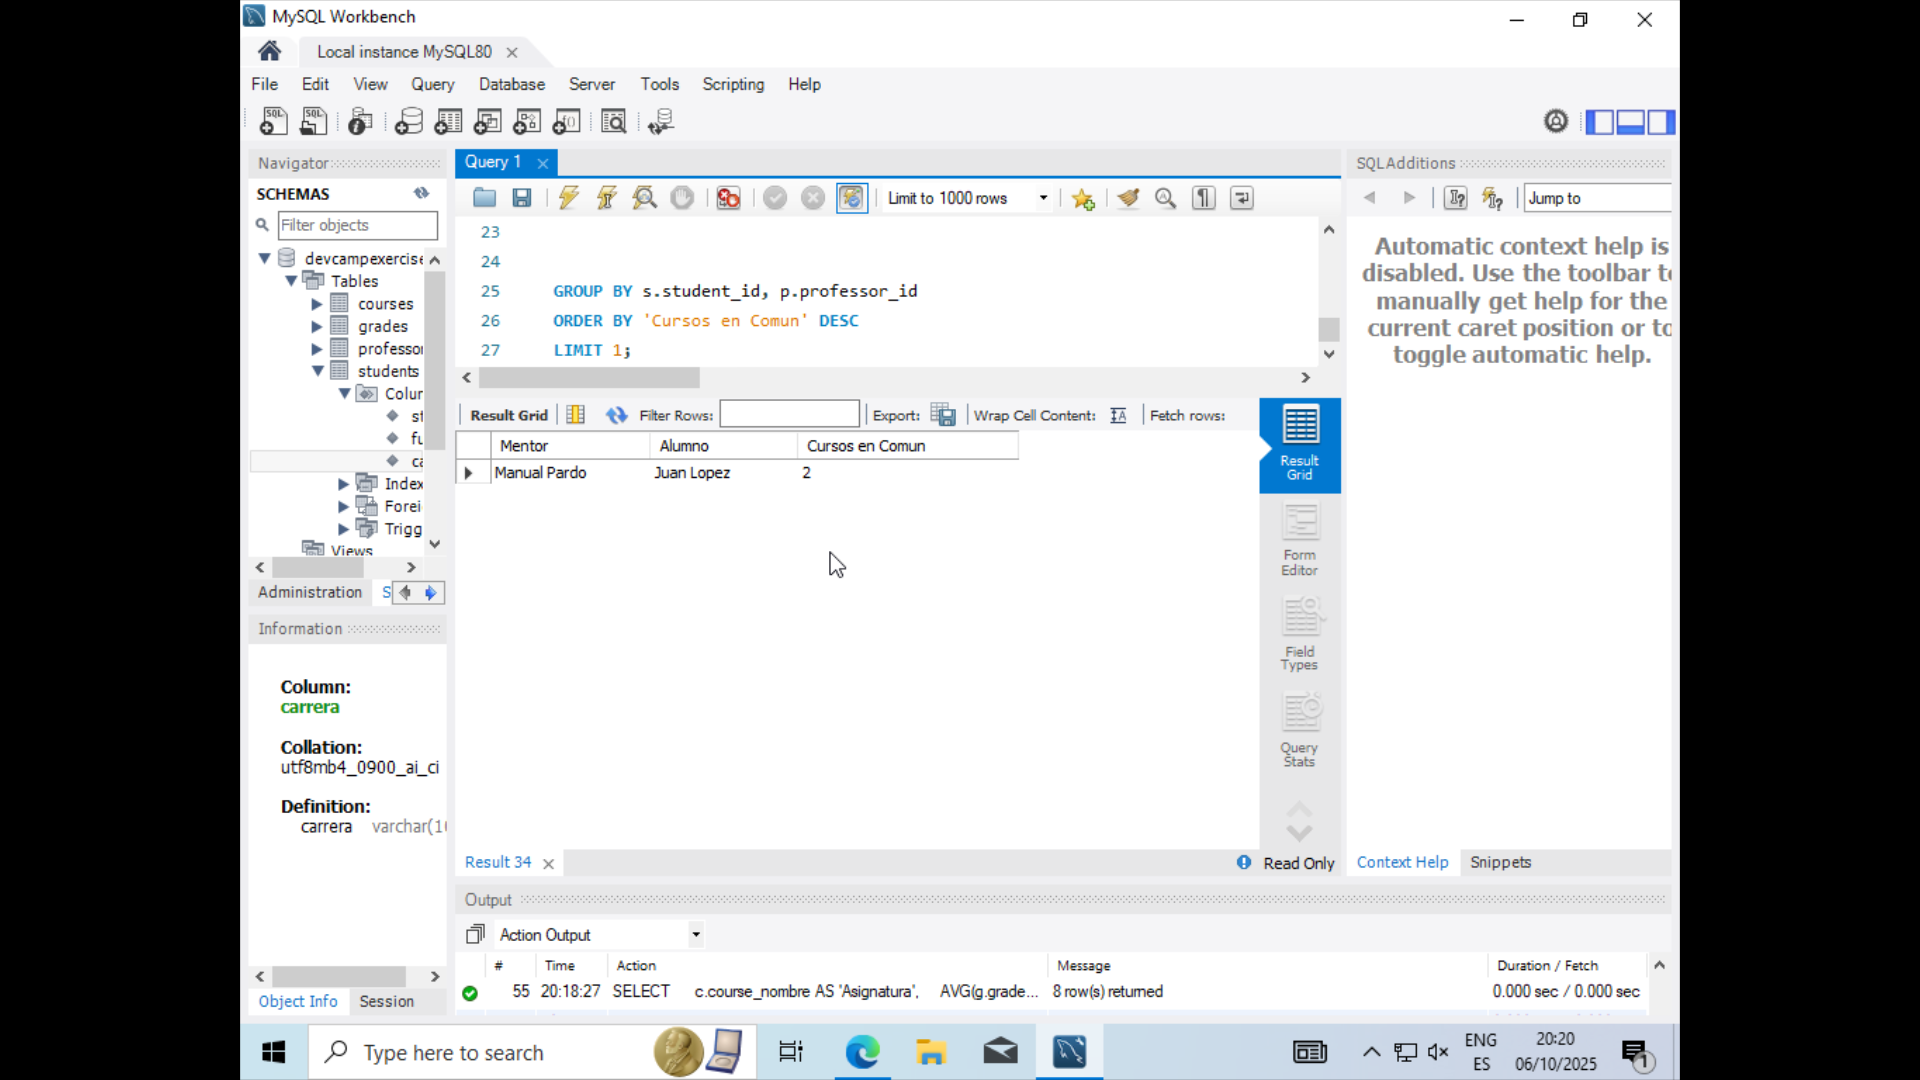 MySQL Workbench
Local instance MySQL80
File Edit View Query Database Server Tools Scripting Help
Navigator
SCHEMAS
Filter objects
devcampexercise
Tables
courses
grades
professor
students
Colur
st
fu
ca
Index
Forei
Trigg
Views
Administration S
Information
Column:
carrera
Collation:
utf8mb4_0900_ai_ci
Definition:
carrera varchar(10
Object Info Session
Query 1
Limit to 1000 rows
23
24
25 GROUP BY s.student_id, p.professor_id
26 ORDER BY 'Cursos en Comun' DESC
27 LIMIT 1;
Result Grid Filter Rows: Export: Wrap Cell Content: Fetch rows:
Mentor Alumno Cursos en Comun
Manual Pardo Juan Lopez 2
Result Grid
Form Editor
Field Types
Query Stats
Result 34
Read Only
SQLAdditions
Jump to
Automatic context help is
disabled. Use the toolbar to
manually get help for the
current caret position or to
toggle automatic help.
Context Help Snippets
Output
Action Output
# Time Action Message Duration / Fetch
55 20:18:27 SELECT c.course_nombre AS 'Asignatura', AVG(g.grade... 8 row(s) returned 0.000 sec / 0.000 sec
Type here to search
ENG
ES
20:20
06/10/2025
1